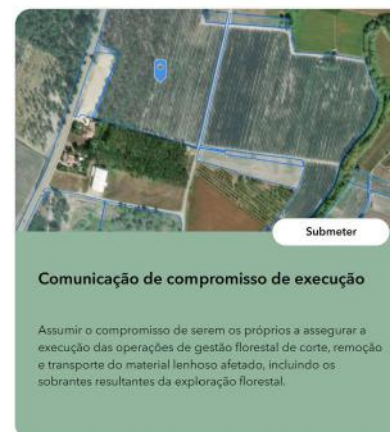 Submeter
Comunicação de compromisso de execução
Assumir o compromisso de serem os próprios a assegurar a
execução das operações de gestão florestal de corte, remoção
e transporte do material lenhoso afetado, incluindo os
sobrantes resultantes da exploração florestal.